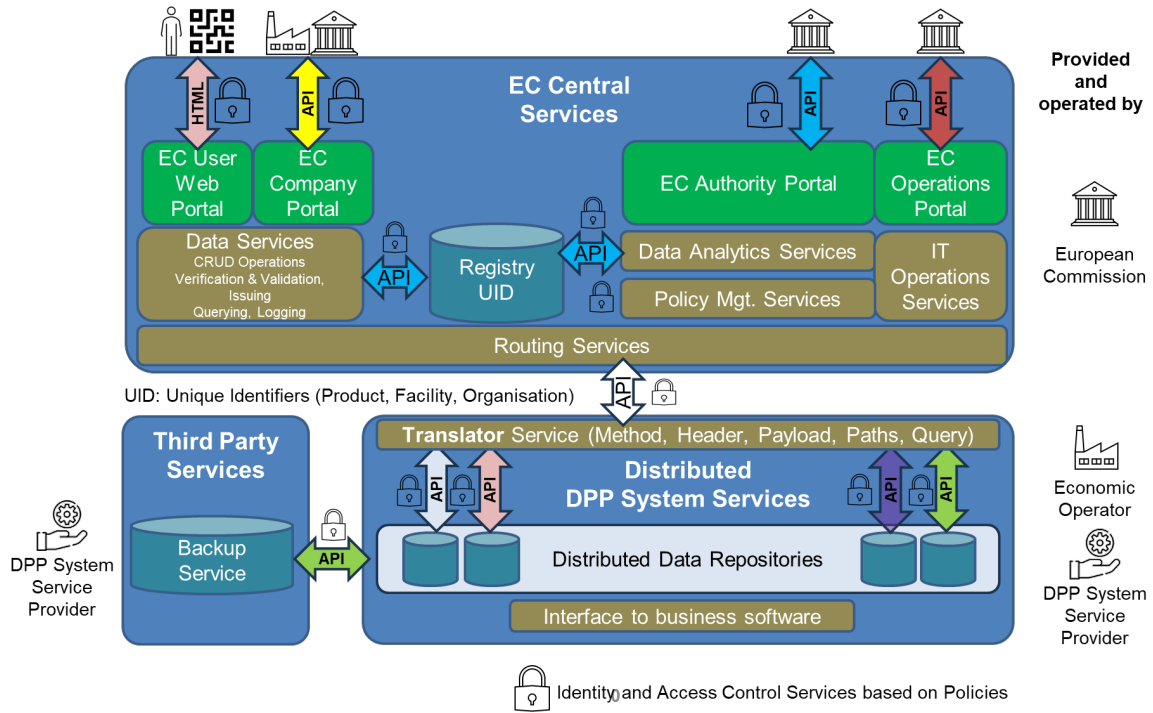 Provided
and
operated by
EC Central
Services
HTML
API
API
API
EC User
Web
Portal
EC
Company
Portal
EC Authority Portal
EC
Operations
Portal
European
Commission
Data Services
CRUD Operations
Verification & Validation,
Issuing
Querying, Logging
API
Registry
UID
API
Data Analytics Services
Policy Mgt. Services
IT
Operations
Services
Routing Services
API
UID: Unique Identifiers (Product, Facility, Organisation)
Third Party
Services
Translator Service (Method, Header, Payload, Paths, Query)
API
API
Distributed
DPP System Services
API
API
Economic
Operator
DPP System
Service
Provider
Backup
Service
API
Distributed Data Repositories
DPP System
Service
Provider
Interface to business software
Identity and Access Control Services based on Policies